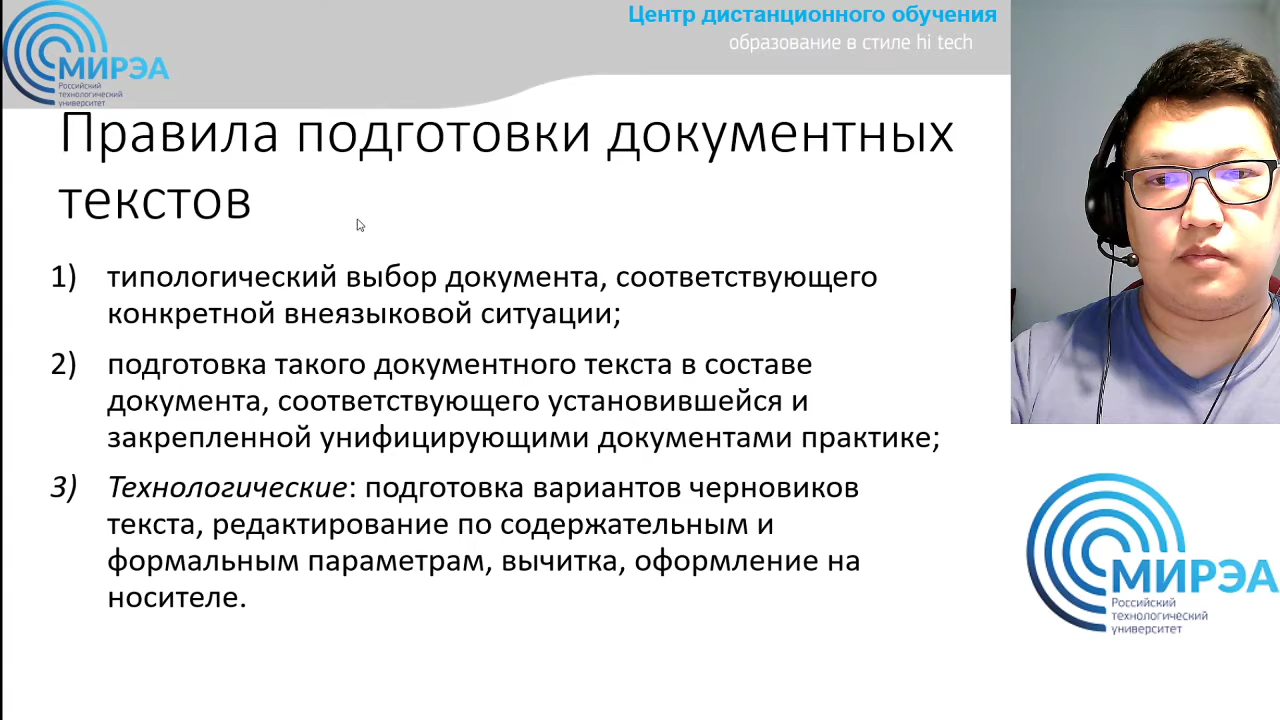 Центр дистанционного обучения
образование в стиле hi tech
МИРЭА
Российский
технологический
университет
Правила подготовки документных
текстов
1) типологический выбор документа, соответствующего
конкретной внеязыковой ситуации;
2) подготовка такого документного текста в составе
документа, соответствующего установившейся и
закрепленной унифицирующими документами практике;
3) Технологические: подготовка вариантов черновиков
текста, редактирование по содержательным и
формальным параметрам, вычитка, оформление на
носителе.
МИРЭА
Российский
технологический
университет